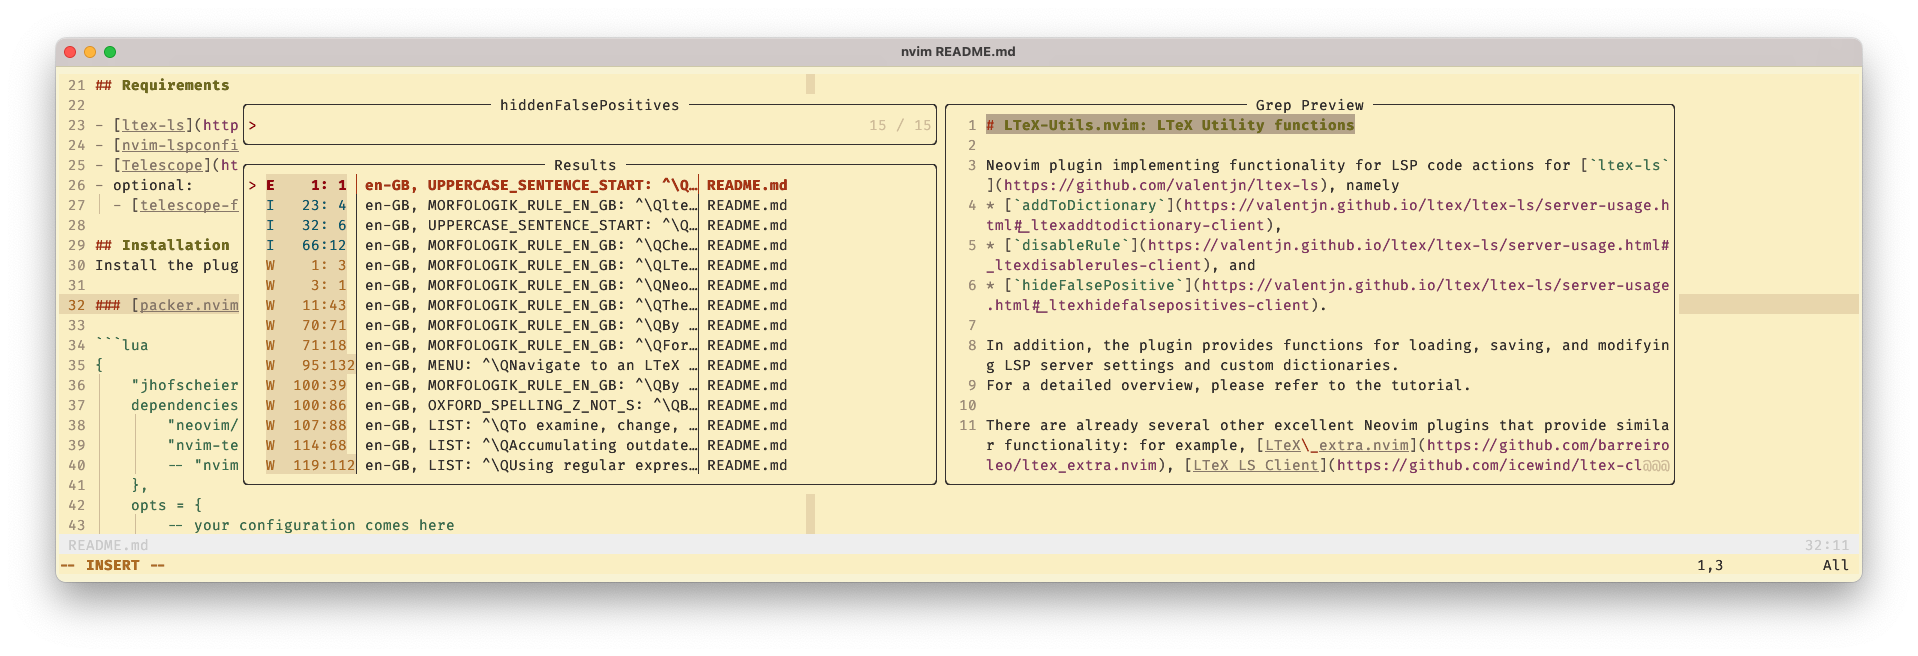 nvim README.md
21 ## Requirements
22
23 - [ltex-ls](http
24 - [nvim-lspconfi
25 - [Telescope](ht
26 - optional:
27 - [telescope-f
28
29 ## Installation
30 Install the plug
31
32 ### [packer.nvim
33
34 ```lua
35 {
36 "jhofscheier
37 dependencies
38 "neovim/
39 "nvim-te
40 -- "nvim
41 },
42 opts = {
43 -- your configuration comes here
hiddenFalsePositives
> 15 / 15
Results
> E 1: 1 en-GB, UPPERCASE_SENTENCE_START: ^\Q… README.md
I 23: 4 en-GB, MORFOLOGIK_RULE_EN_GB: ^\Qlte… README.md
I 32: 6 en-GB, UPPERCASE_SENTENCE_START: ^\Q… README.md
I 66:12 en-GB, MORFOLOGIK_RULE_EN_GB: ^\QChe… README.md
W 1: 3 en-GB, MORFOLOGIK_RULE_EN_GB: ^\QLTe… README.md
W 3: 1 en-GB, MORFOLOGIK_RULE_EN_GB: ^\QNeo… README.md
W 11:43 en-GB, MORFOLOGIK_RULE_EN_GB: ^\QThe… README.md
W 70:71 en-GB, MORFOLOGIK_RULE_EN_GB: ^\QBy … README.md
W 71:18 en-GB, MORFOLOGIK_RULE_EN_GB: ^\QFor… README.md
W 95:132 en-GB, MENU: ^\QNavigate to an LTeX … README.md
W 100:39 en-GB, MORFOLOGIK_RULE_EN_GB: ^\QBy … README.md
W 100:86 en-GB, OXFORD_SPELLING_Z_NOT_S: ^\QB… README.md
W 107:88 en-GB, LIST: ^\QTo examine, change, … README.md
W 114:68 en-GB, LIST: ^\QAccumulating outdate… README.md
W 119:112 en-GB, LIST: ^\QUsing regular expres… README.md
Grep Preview
1 # LTeX-Utils.nvim: LTeX Utility functions
2
3 Neovim plugin implementing functionality for LSP code actions for [`ltex-ls`
](https://github.com/valentjn/ltex-ls), namely
4 * [`addToDictionary`](https://valentjn.github.io/ltex/ltex-ls/server-usage.h
tml#_ltexaddtodictionary-client),
5 * [`disableRule`](https://valentjn.github.io/ltex/ltex-ls/server-usage.html#
_ltexdisablerules-client), and
6 * [`hideFalsePositive`](https://valentjn.github.io/ltex/ltex-ls/server-usage
.html#_ltexhidefalsepositives-client).
7
8 In addition, the plugin provides functions for loading, saving, and modifyin
g LSP server settings and custom dictionaries.
9 For a detailed overview, please refer to the tutorial.
10
11 There are already several other excellent Neovim plugins that provide simila
r functionality: for example, [LTeX\_extra.nvim](https://github.com/barreiro
leo/ltex_extra.nvim), [LTeX LS Client](https://github.com/icewind/ltex-cl@@@
README.md 32:11
-- INSERT -- 1,3 All